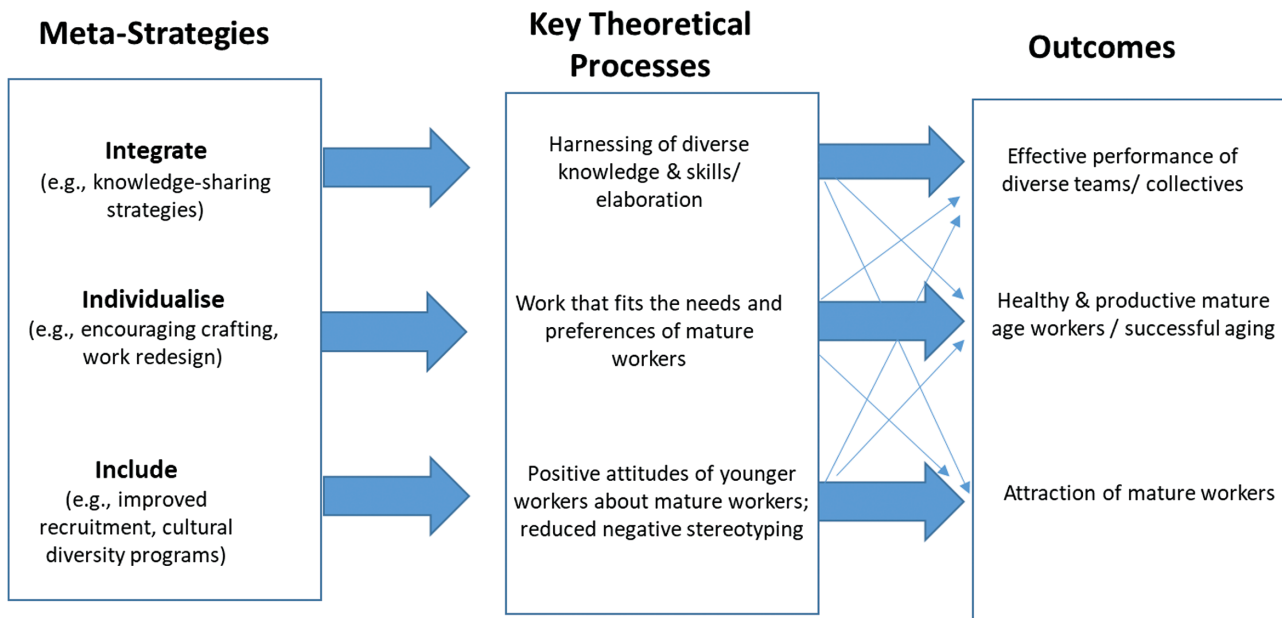 Meta-Strategies
Integrate
(e.g., knowledge-sharing
strategies)
Individualise
(e.g., encouraging crafting,
work redesign)
Include
(e.g., improved
recruitment, cultural
diversity programs)
Key Theoretical
Processes
Harnessing of diverse
knowledge & skills/
elaboration
Work that fits the needs and
preferences of mature
workers
Positive attitudes of younger
workers about mature workers;
reduced negative stereotyping
Outcomes
Effective performance of
diverse teams/ collectives
Healthy & productive mature
age workers / successful aging
Attraction of mature workers